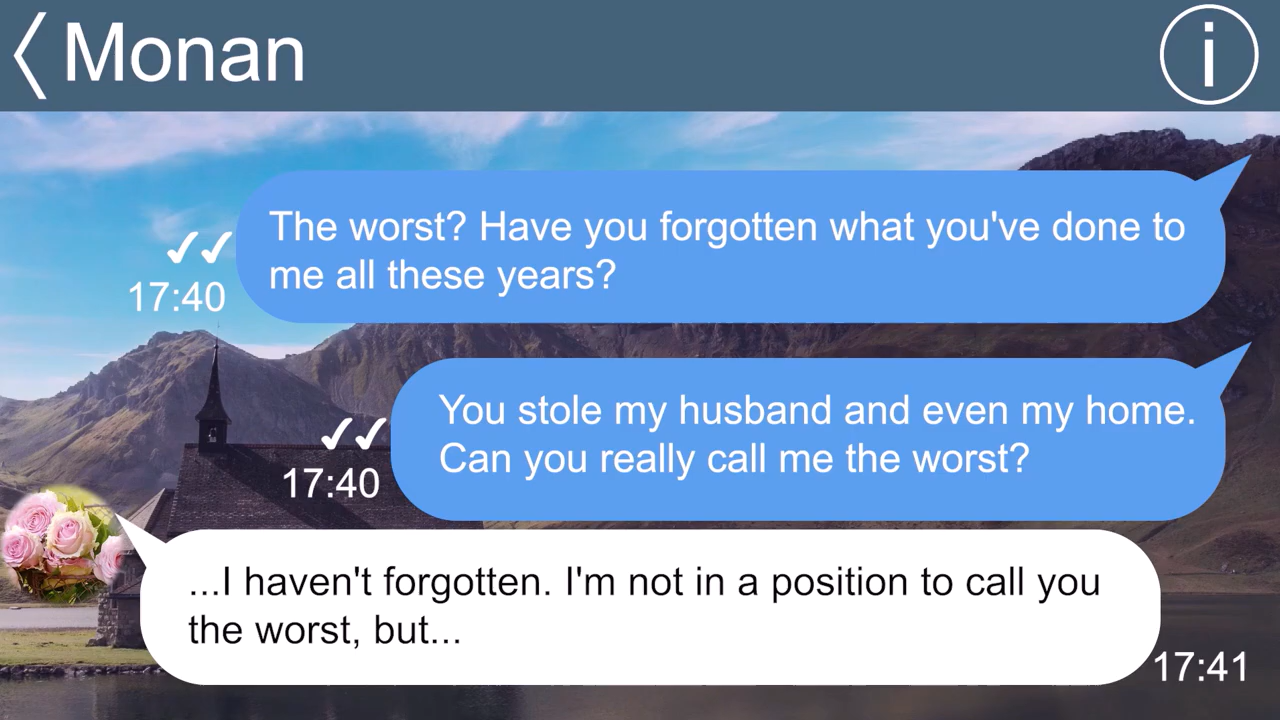 Monan
i
The worst? Have you forgotten what you've done to
me all these years?
17:40
You stole my husband and even my home.
Can you really call me the worst?
17:40
...I haven't forgotten. I'm not in a position to call you
the worst, but...
17:41